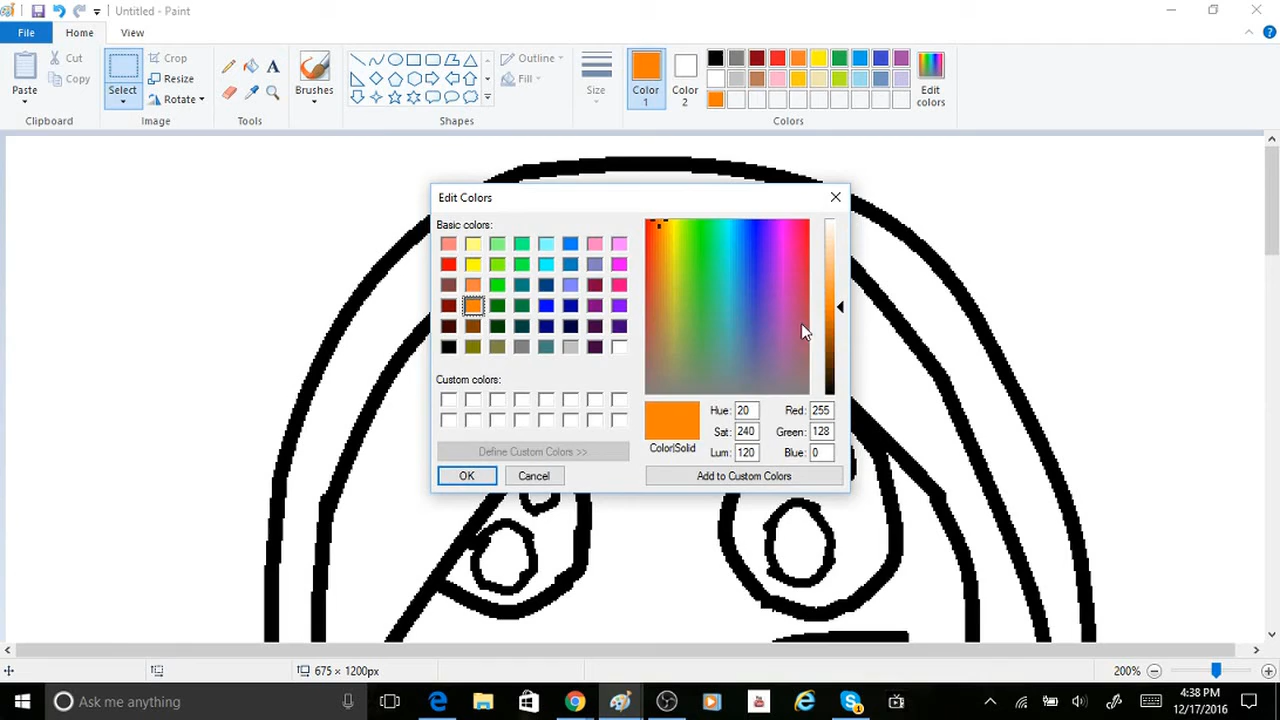 Untitled - Paint
File
Home
View
Paste
Cut
Copy
Clipboard
Select
Crop
Resize
Rotate
Image
A
Tools
Brushes
Outline
Fill
Shapes
Size
Color
1
Color
2
Edit
colors
Colors
Edit Colors
Basic colors:
Custom colors:
Define Custom Colors >>
OK
Cancel
Color|Solid
Hue: 20
Sat: 240
Lum: 120
Red: 255
Green: 128
Blue: 0
Add to Custom Colors
675 × 1200px
200%
Ask me anything
1
4:38 PM
12/17/2016